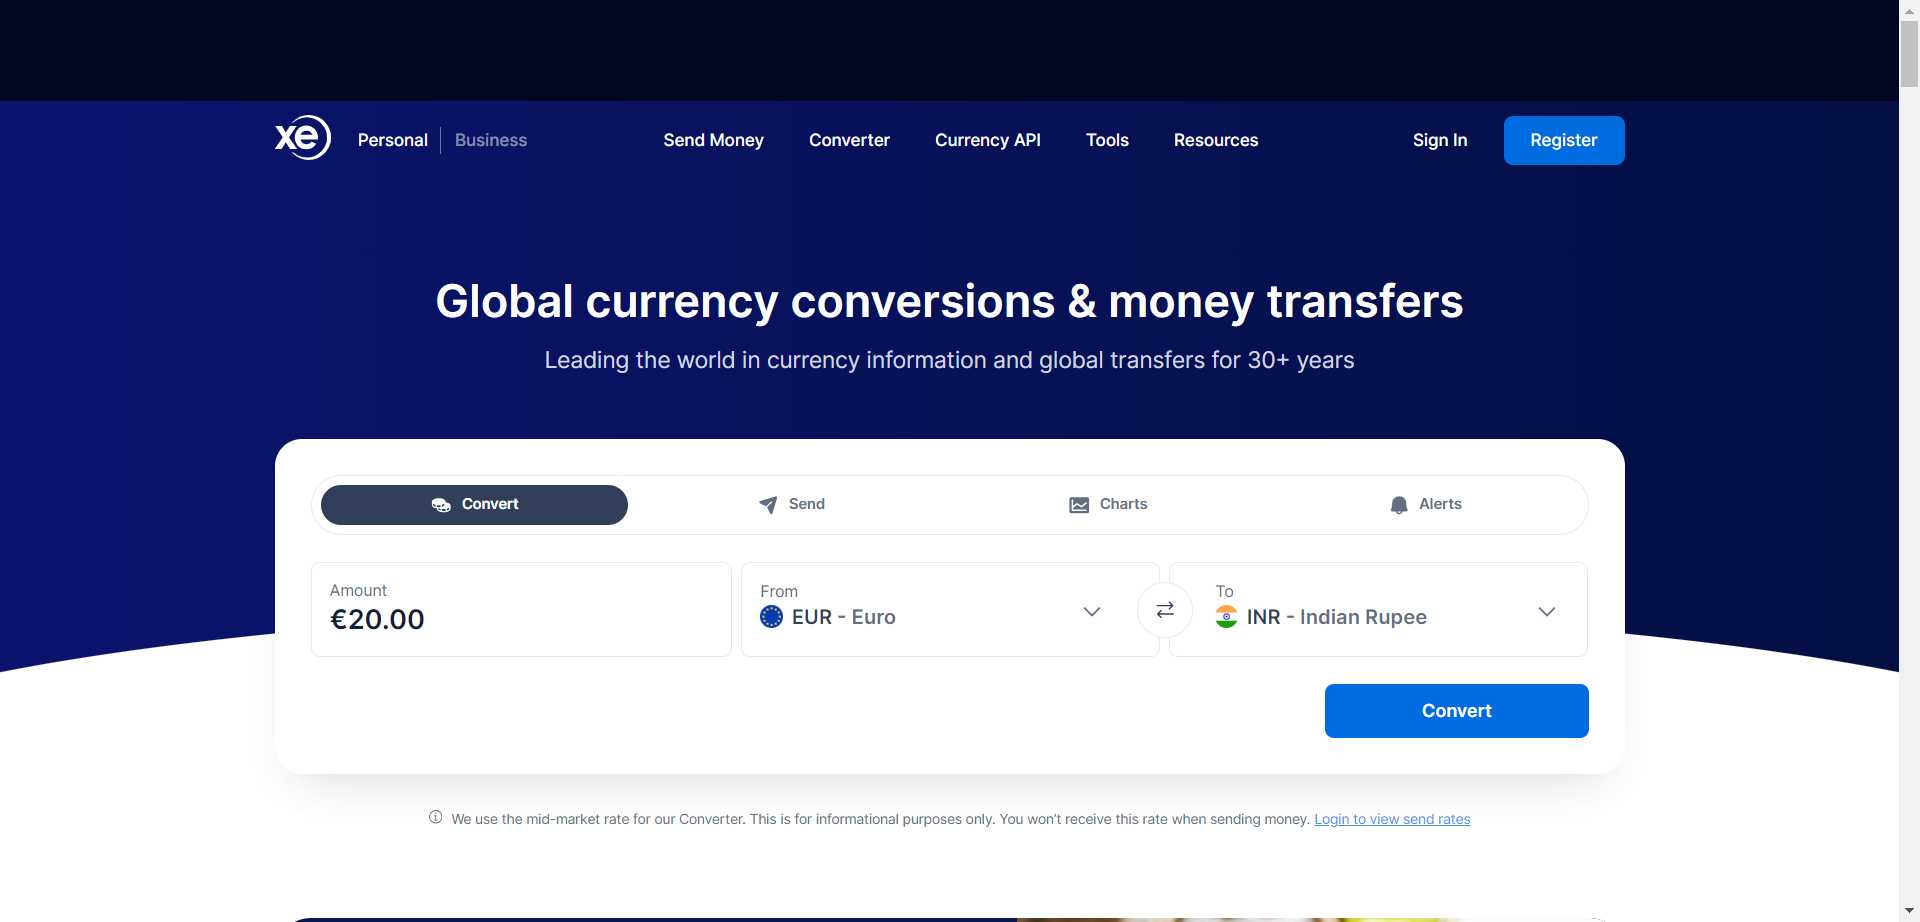 xe Personal Business Send Money Converter Currency API Tools Resources Sign In Register
Global currency conversions & money transfers
Leading the world in currency information and global transfers for 30+ years
Convert Send Charts Alerts
Amount
€20.00
From
EUR - Euro
To
INR - Indian Rupee
Convert
We use the mid-market rate for our Converter. This is for informational purposes only. You won't receive this rate when sending money. Login to view send rates